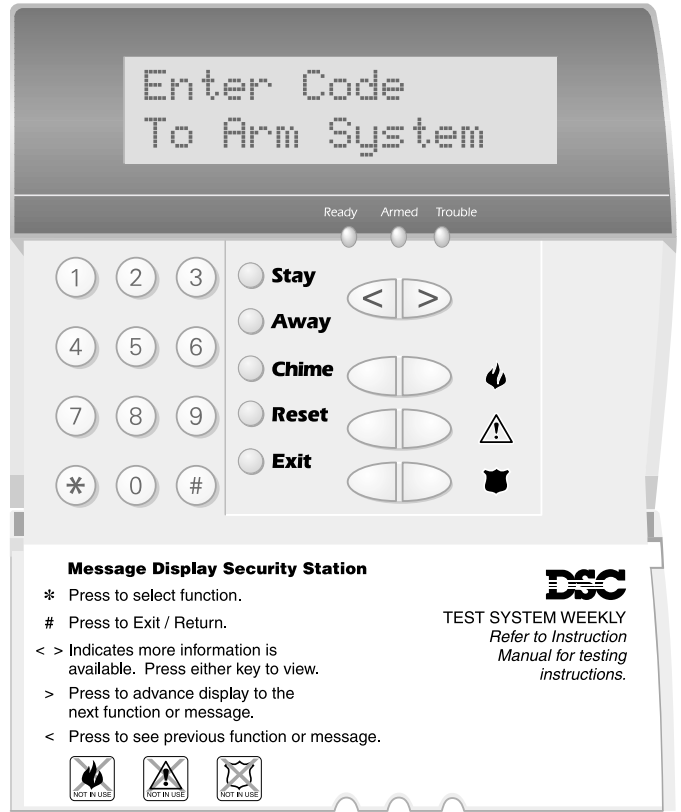 Enter Code
To Arm System
Ready Armed Trouble
1 2 3
4 5 6
7 8 9
* 0 #
Stay
Away
Chime
Reset
Exit
< >
Message Display Security Station
* Press to select function.
# Press to Exit / Return.
< > Indicates more information is
available. Press either key to view.
> Press to advance display to the
next function or message.
< Press to see previous function or message.
NOT IN USE NOT IN USE NOT IN USE
DSC
TEST SYSTEM WEEKLY
Refer to Instruction
Manual for testing
instructions.